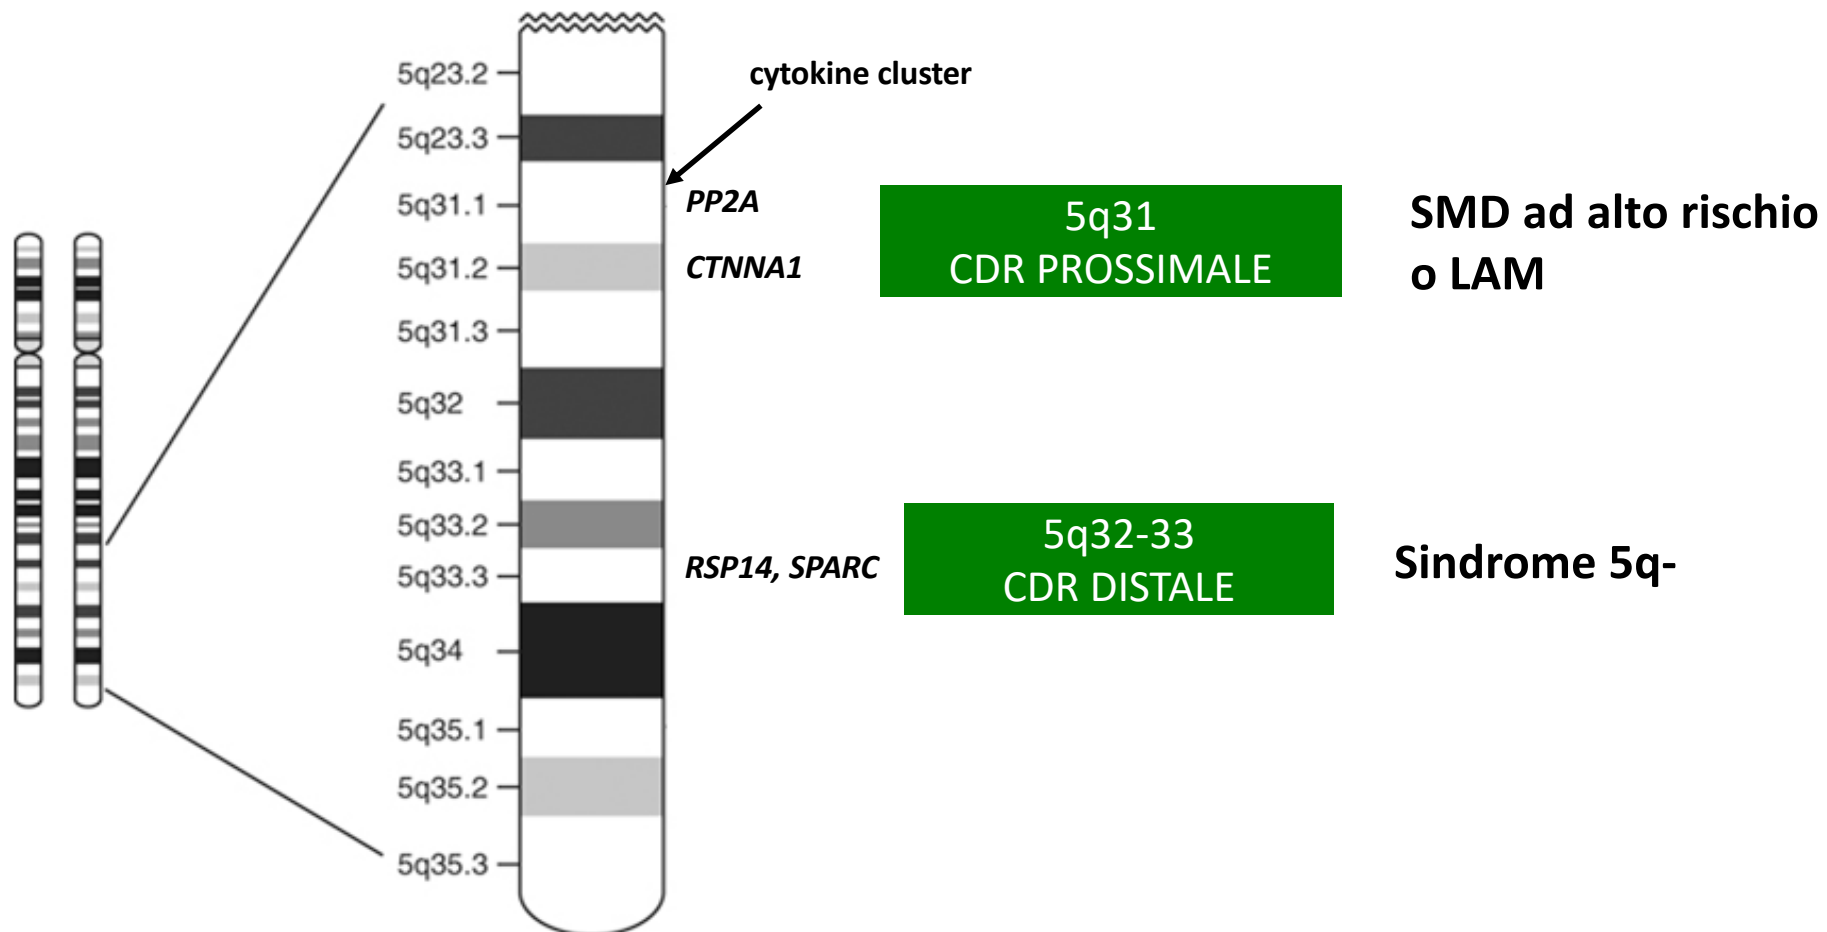 5q23.2
cytokine cluster
5q23.3
5q31.1
PP2A
5q31
CDR PROSSIMALE
SMD ad alto rischio
o LAM
5q31.2
CTNNA1
5q31.3
5q32
5q33.1
5q33.2
5q33.3
RSP14, SPARC
5q32-33
CDR DISTALE
Sindrome 5q-
5q34
5q35.1
5q35.2
5q35.3